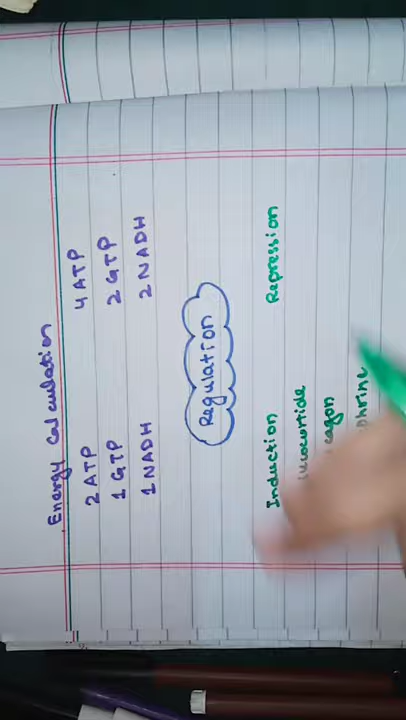 Energy Calculation
2 ATP 4 ATP
1 GTP 2 GTP
1 NADH 2 NADH
Regulation
Induction Repression